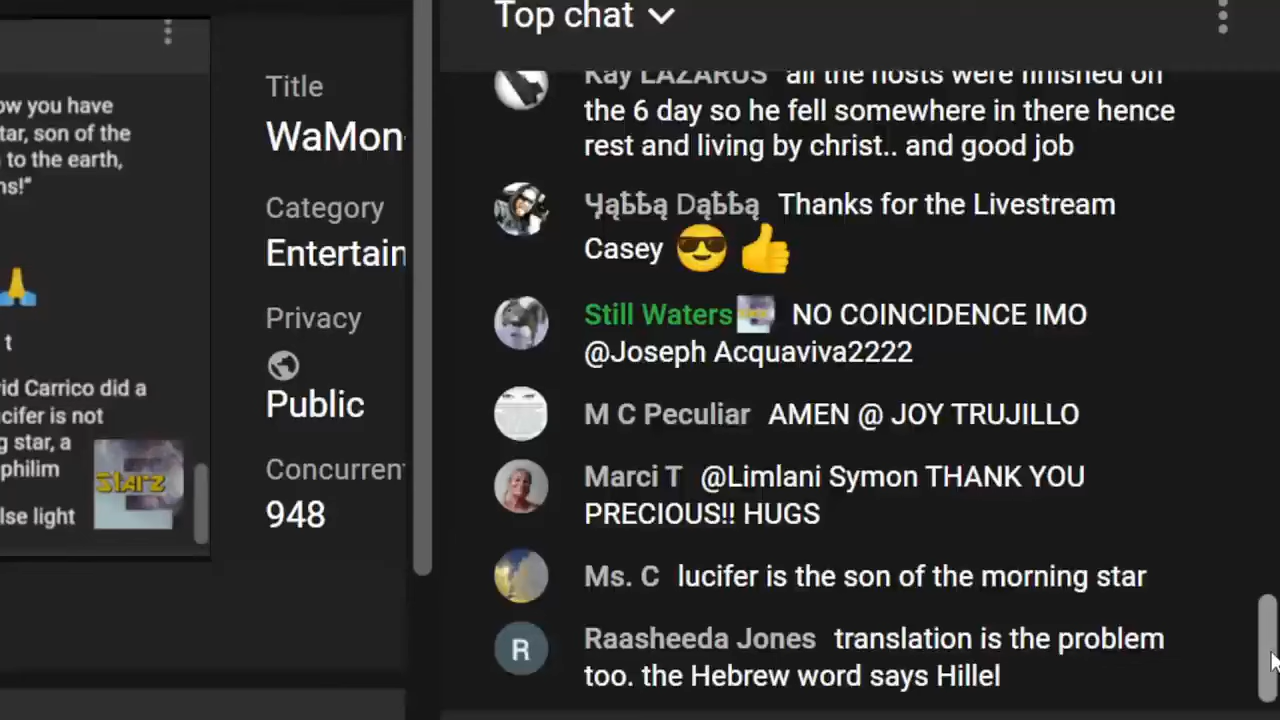 Top chat
ow you have
tar, son of the
to the earth,
ns!"
t
id Carrico did a
ucifer is not
g star, a
philim
lse light
Starz
Title
WaMon
Category
Entertain
Privacy
Public
Concurrent
948
Kay LAZARUS all the hosts were finished on
the 6 day so he fell somewhere in there hence
rest and living by christ.. and good job
Ҹąҍҍą Dąҍҍą Thanks for the Livestream
Casey 😎 👍
Still Waters NO COINCIDENCE IMO
@Joseph Acquaviva2222
M C Peculiar AMEN @ JOY TRUJILLO
Marci T @Limlani Symon THANK YOU
PRECIOUS!! HUGS
Ms. C lucifer is the son of the morning star
R
Raasheeda Jones translation is the problem
too. the Hebrew word says Hillel